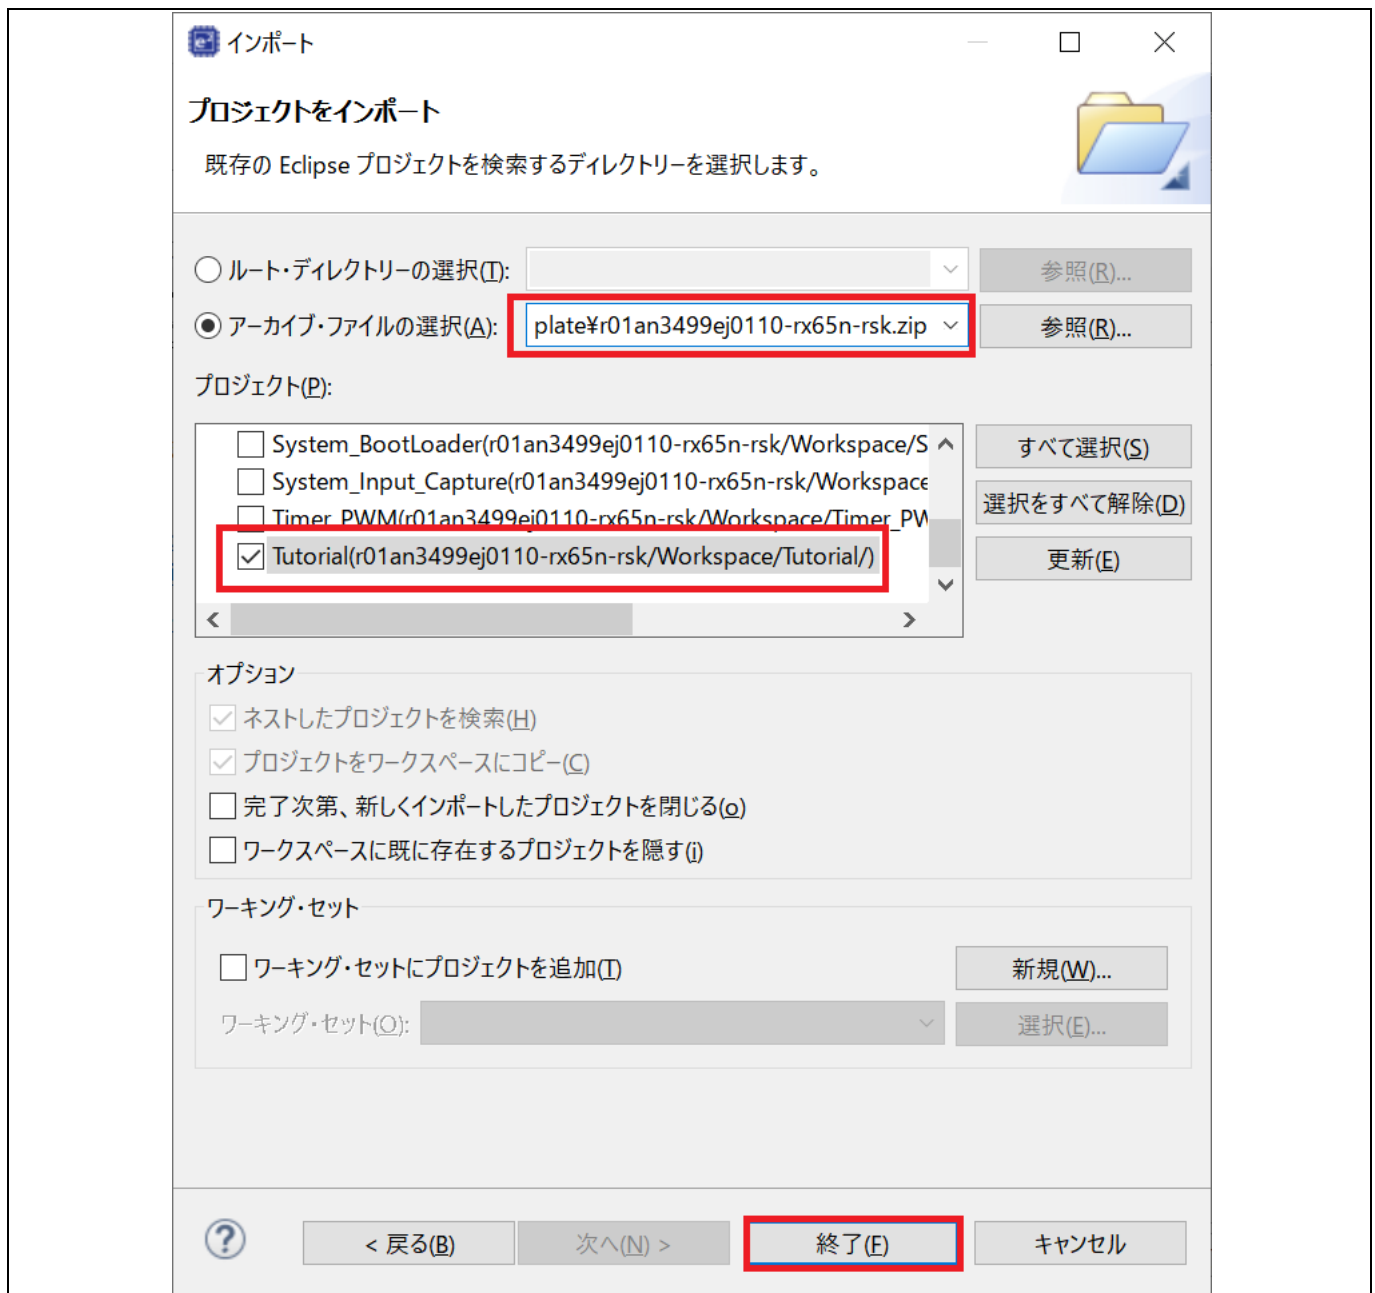 インポート
プロジェクトをインポート
既存の Eclipse プロジェクトを検索するディレクトリーを選択します。
ルート・ディレクトリーの選択(T):
参照(R)...
アーカイブ・ファイルの選択(A):
plate¥r01an3499ej0110-rx65n-rsk.zip
参照(R)...
プロジェクト(P):
System_BootLoader(r01an3499ej0110-rx65n-rsk/Workspace/S
すべて選択(S)
System_Input_Capture(r01an3499ej0110-rx65n-rsk/Workspace
選択をすべて解除(D)
Timer_PWM(r01an3499ej0110-rx65n-rsk/Workspace/Timer_PW
Tutorial(r01an3499ej0110-rx65n-rsk/Workspace/Tutorial/)
更新(E)
オプション
ネストしたプロジェクトを検索(H)
プロジェクトをワークスペースにコピー(C)
完了次第、新しくインポートしたプロジェクトを閉じる(o)
ワークスペースに既に存在するプロジェクトを隠す(i)
ワーキング・セット
ワーキング・セットにプロジェクトを追加(T)
新規(W)...
ワーキング・セット(O):
選択(E)...
< 戻る(B)
次へ(N) >
終了(F)
キャンセル